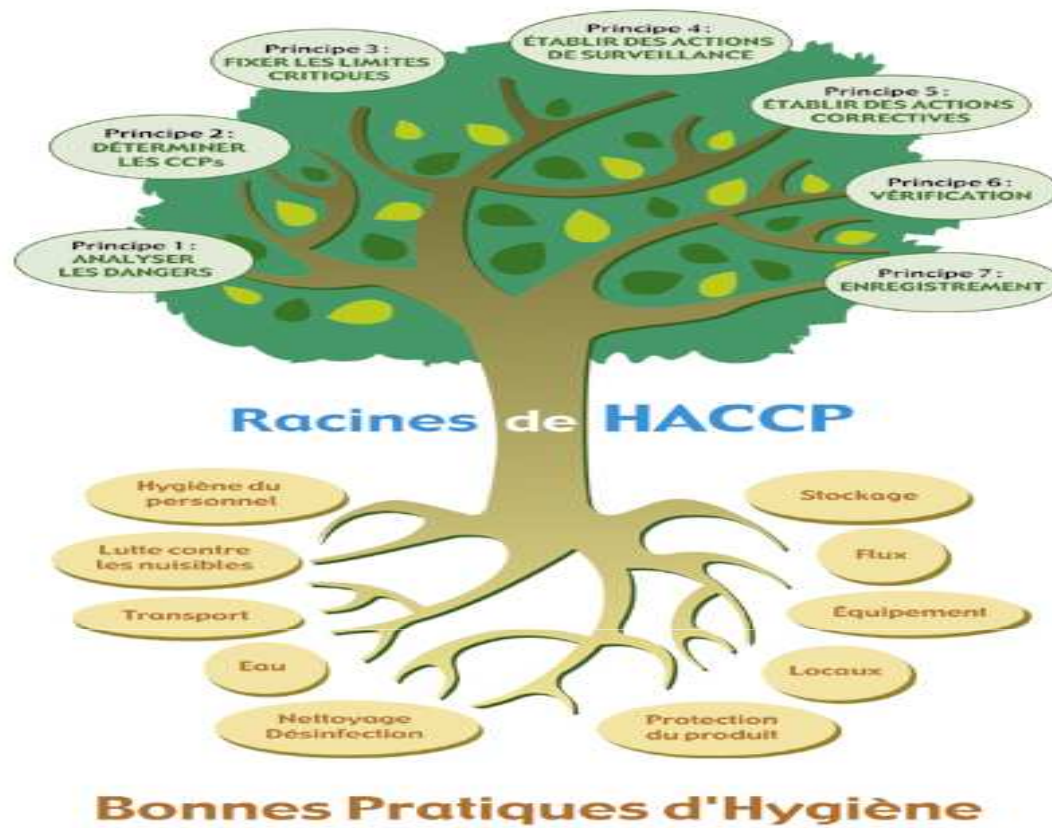 Principe 1 :
ANALYSER
LES DANGERS
Principe 2 :
DÉTERMINER
LES CCPs
Principe 3 :
FIXER LES LIMITES
CRITIQUES
Principe 4 :
ÉTABLIR DES ACTIONS
DE SURVEILLANCE
Principe 5 :
ÉTABLIR DES ACTIONS
CORRECTIVES
Principe 6 :
VÉRIFICATION
Principe 7 :
ENREGISTREMENT
Racines de HACCP
Hygiène du
personnel
Lutte contre
les nuisibles
Transport
Eau
Nettoyage
Désinfection
Stockage
Flux
Équipement
Locaux
Protection
du produit
Bonnes Pratiques d'Hygiène